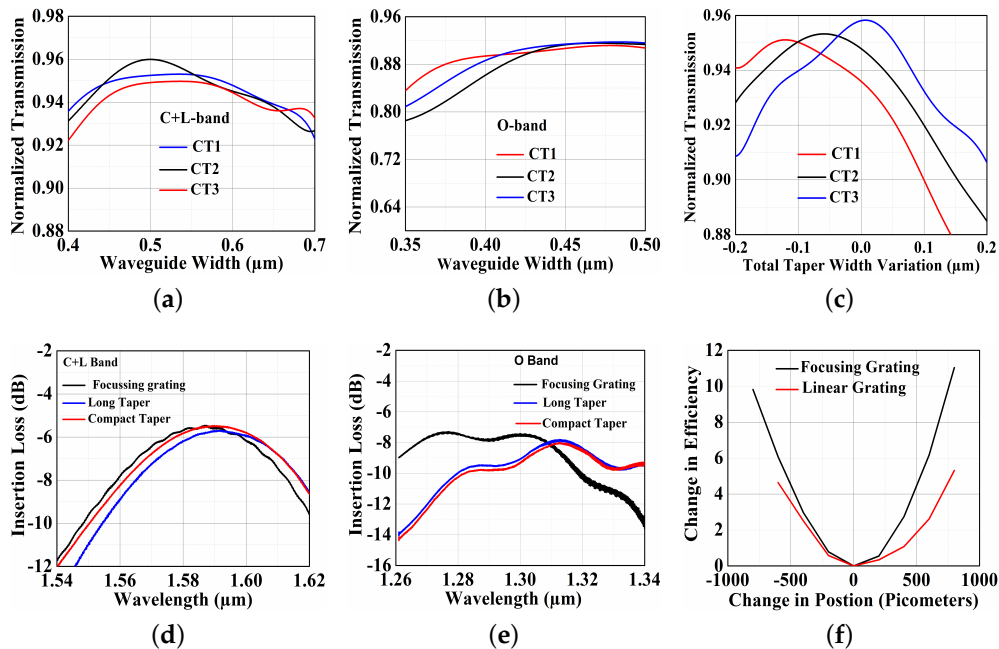 Normalized Transmission
0.98
0.96
0.94
0.92
0.90
0.88
C+L-band
CT1
CT2
CT3
0.4
0.5
0.6
0.7
Waveguide Width (µm)
(a)
Normalized Transmission
0.96
0.88
0.80
0.72
0.64
O-band
CT1
CT2
CT3
0.35
0.40
0.45
0.50
Waveguide Width (µm)
(b)
Normalized Transmission
0.96
0.94
0.92
0.90
0.88
CT1
CT2
CT3
-0.2
-0.1
0.0
0.1
0.2
Total Taper Width Variation (µm)
(c)
Insertion Loss (dB)
-2
-4
-6
-8
-10
-12
C+L Band
Focussing grating
Long Taper
Compact Taper
1.54
1.56
1.58
1.60
1.62
Wavelength (µm)
(d)
Insertion Loss (dB)
-2
-4
-6
-8
-10
-12
-14
-16
O Band
Focusing Grating
Long Taper
Compact Taper
1.26
1.28
1.30
1.32
1.34
Wavelength (µm)
(e)
Change in Efficiency
12
10
8
6
4
2
0
Focusing Grating
Linear Grating
-1000
-500
0
500
1000
Change in Postion (Picometers)
(f)